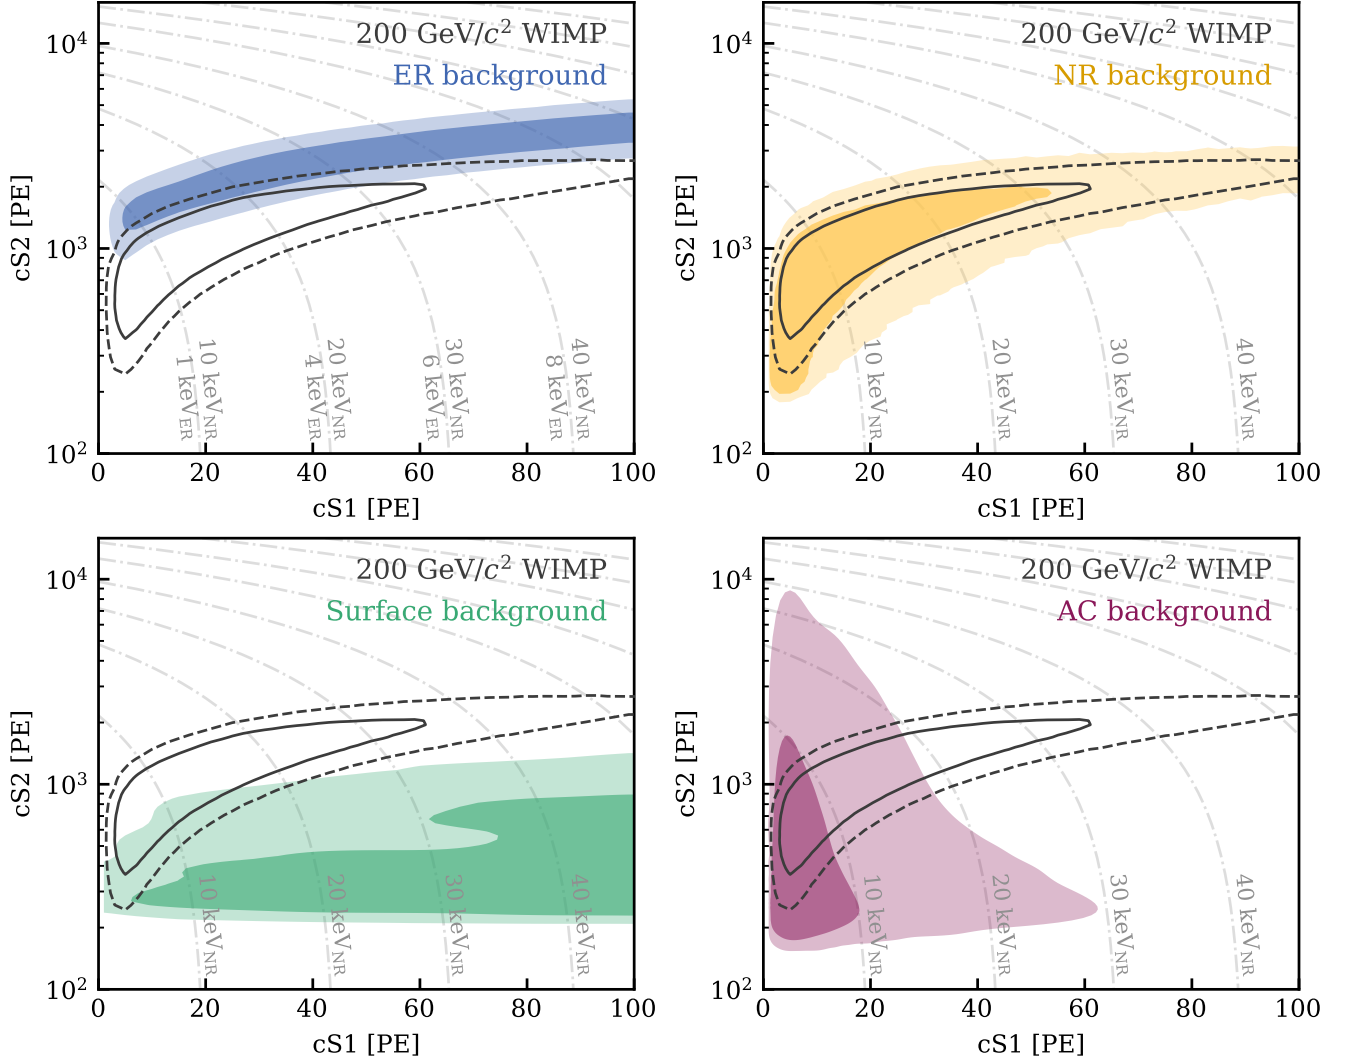 200 GeV/c² WIMP
ER background
cS2 [PE]
10⁴
10³
10²
1 keV_ER
10 keV_NR
4 keV_ER
20 keV_NR
6 keV_ER
30 keV_NR
8 keV_ER
40 keV_NR
0 20 40 60 80 100
cS1 [PE]
200 GeV/c² WIMP
NR background
cS2 [PE]
10⁴
10³
10²
10 keV_NR
20 keV_NR
30 keV_NR
40 keV_NR
0 20 40 60 80 100
cS1 [PE]
200 GeV/c² WIMP
Surface background
cS2 [PE]
10⁴
10³
10²
10 keV_NR
20 keV_NR
30 keV_NR
40 keV_NR
0 20 40 60 80 100
cS1 [PE]
200 GeV/c² WIMP
AC background
cS2 [PE]
10⁴
10³
10²
10 keV_NR
20 keV_NR
30 keV_NR
40 keV_NR
0 20 40 60 80 100
cS1 [PE]